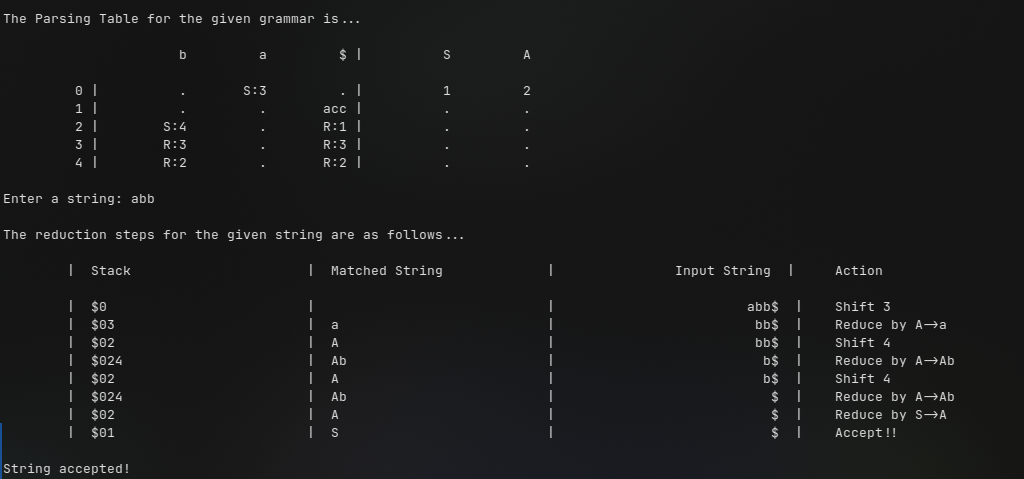 The Parsing Table for the given grammar is...
b a $ | S A
0 | . S:3 . | 1 2
1 | . . acc | . .
2 | S:4 . R:1 | . .
3 | R:3 . R:3 | . .
4 | R:2 . R:2 | . .
Enter a string: abb
The reduction steps for the given string are as follows...
| Stack | Matched String | Input String | Action
| $0 | | abb$ | Shift 3
| $03 | a | bb$ | Reduce by A->a
| $02 | A | bb$ | Shift 4
| $024 | Ab | b$ | Reduce by A->Ab
| $02 | A | b$ | Shift 4
| $024 | Ab | $ | Reduce by A->Ab
| $02 | A | $ | Reduce by S->A
| $01 | S | $ | Accept!!
String accepted!